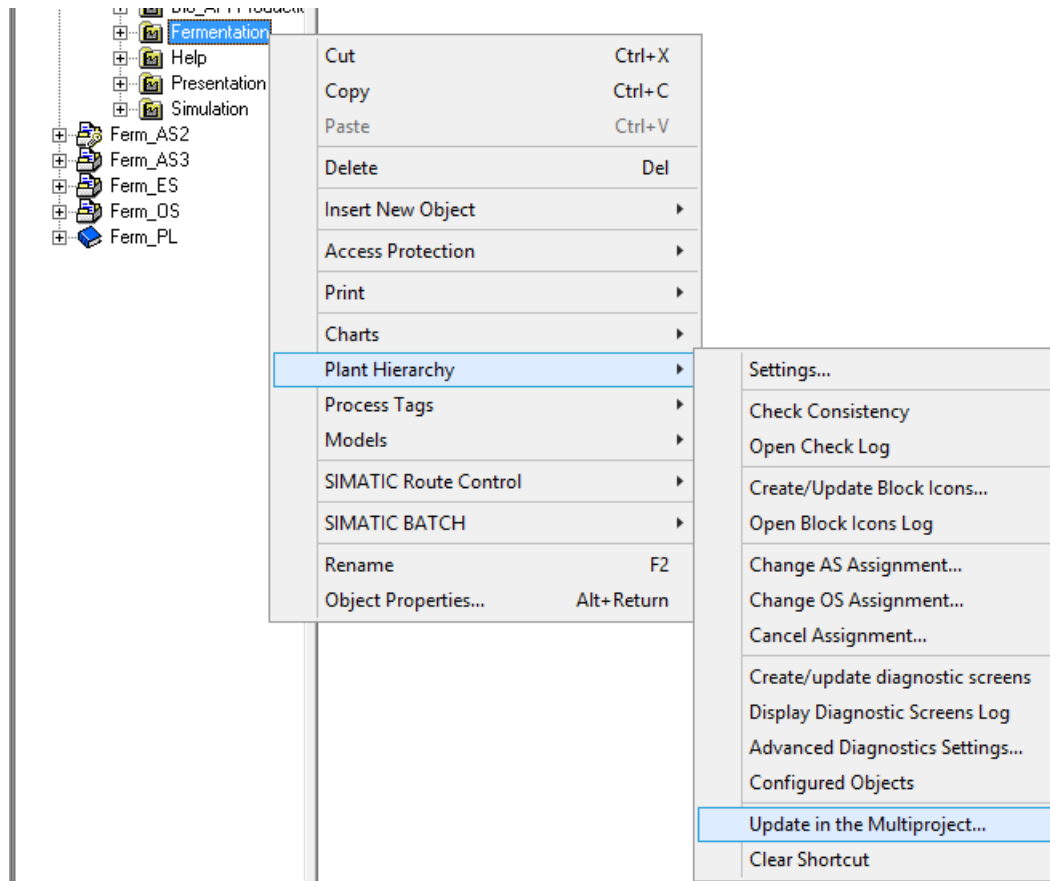 Fermentation
Help
Presentation
Simulation
Ferm_AS2
Ferm_AS3
Ferm_ES
Ferm_OS
Ferm_PL
Cut Ctrl+X
Copy Ctrl+C
Paste Ctrl+V
Delete Del
Insert New Object
Access Protection
Print
Charts
Plant Hierarchy
Process Tags
Models
SIMATIC Route Control
SIMATIC BATCH
Rename F2
Object Properties... Alt+Return
Settings...
Check Consistency
Open Check Log
Create/Update Block Icons...
Open Block Icons Log
Change AS Assignment...
Change OS Assignment...
Cancel Assignment...
Create/update diagnostic screens
Display Diagnostic Screens Log
Advanced Diagnostics Settings...
Configured Objects
Update in the Multiproject...
Clear Shortcut